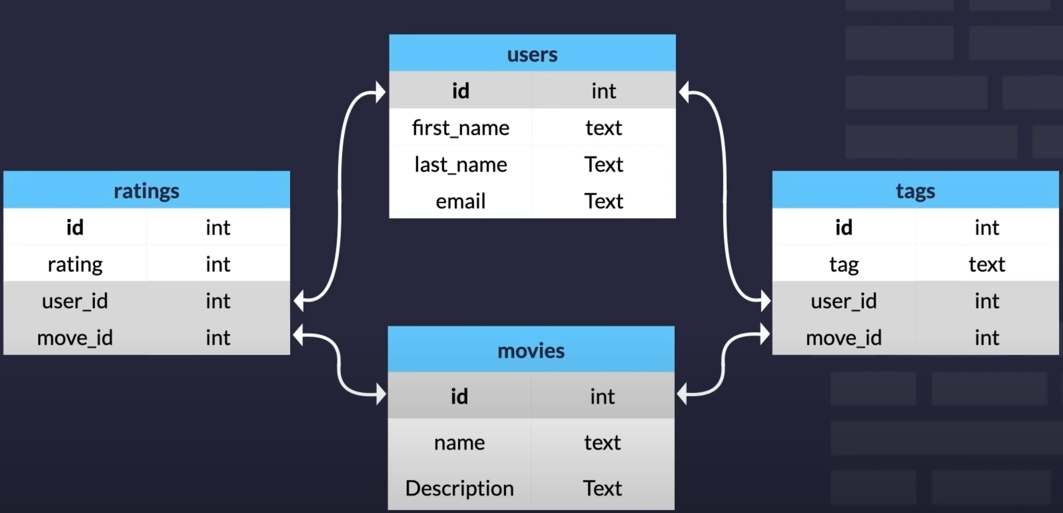 users
id int
first_name text
last_name Text
email Text
ratings
id int
rating int
user_id int
move_id int
tags
id int
tag text
user_id int
move_id int
movies
id int
name text
Description Text